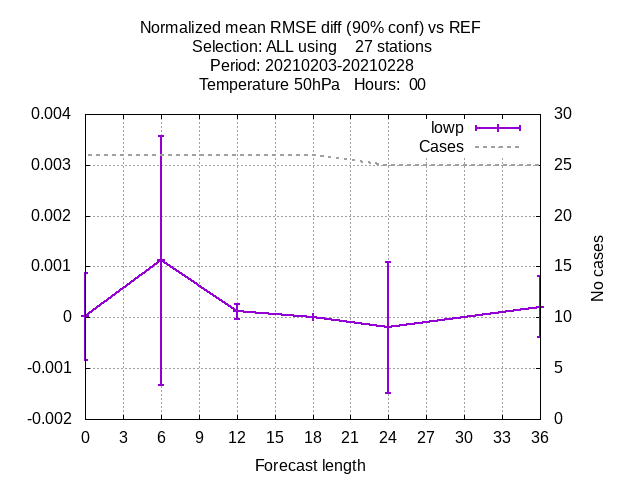 Normalized mean RMSE diff (90% conf) vs REF
Selection: ALL using    27 stations
Period: 20210203-20210228
Temperature 50hPa   Hours:  00
0.004
0.003
0.002
0.001
0
-0.001
-0.002
30
25
20
15
10
5
0
lowp
Cases
No cases
0 3 6 9 12 15 18 21 24 27 30 33 36
Forecast length